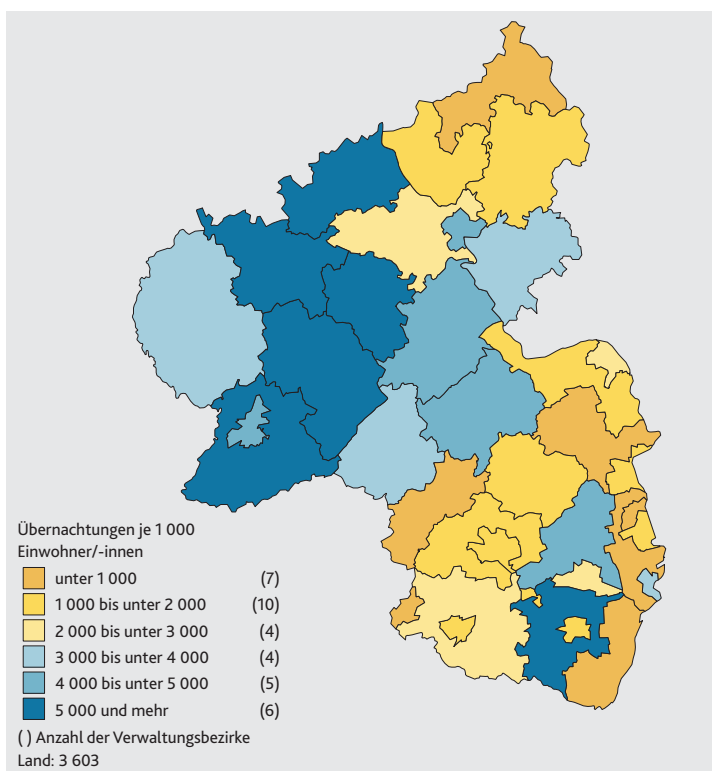 Übernachtungen je 1 000
Einwohner/-innen
unter 1 000 (7)
1 000 bis unter 2 000 (10)
2 000 bis unter 3 000 (4)
3 000 bis unter 4 000 (4)
4 000 bis unter 5 000 (5)
5 000 und mehr (6)
( ) Anzahl der Verwaltungsbezirke
Land: 3 603